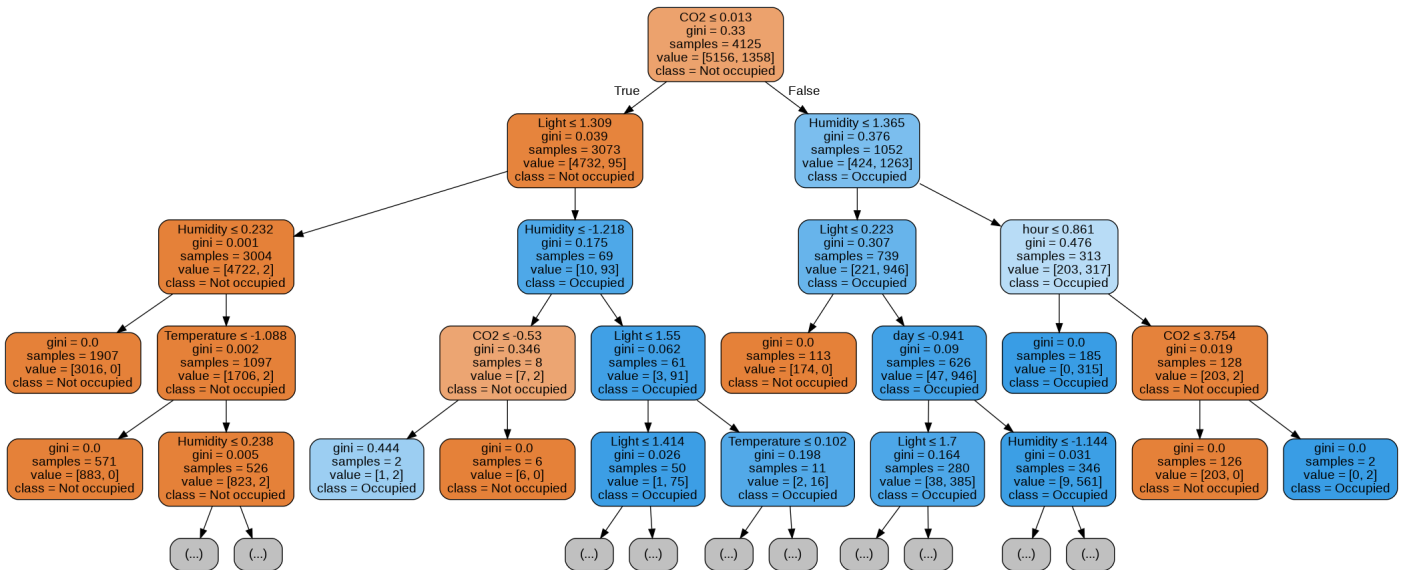 CO2 ≤ 0.013
gini = 0.33
samples = 4125
value = [5156, 1358]
class = Not occupied
True
False
Light ≤ 1.309
gini = 0.039
samples = 3073
value = [4732, 95]
class = Not occupied
Humidity ≤ 1.365
gini = 0.376
samples = 1052
value = [424, 1263]
class = Occupied
Humidity ≤ 0.232
gini = 0.001
samples = 3004
value = [4722, 2]
class = Not occupied
Humidity ≤ -1.218
gini = 0.175
samples = 69
value = [10, 93]
class = Occupied
Light ≤ 0.223
gini = 0.307
samples = 739
value = [221, 946]
class = Occupied
hour ≤ 0.861
gini = 0.476
samples = 313
value = [203, 317]
class = Occupied
gini = 0.0
samples = 1907
value = [3016, 0]
class = Not occupied
Temperature ≤ -1.088
gini = 0.002
samples = 1097
value = [1706, 2]
class = Not occupied
CO2 ≤ -0.53
gini = 0.346
samples = 8
value = [7, 2]
class = Not occupied
Light ≤ 1.55
gini = 0.062
samples = 61
value = [3, 91]
class = Occupied
gini = 0.0
samples = 113
value = [174, 0]
class = Not occupied
day ≤ -0.941
gini = 0.09
samples = 626
value = [47, 946]
class = Occupied
gini = 0.0
samples = 185
value = [0, 315]
class = Occupied
CO2 ≤ 3.754
gini = 0.019
samples = 128
value = [203, 2]
class = Not occupied
gini = 0.0
samples = 571
value = [883, 0]
class = Not occupied
Humidity ≤ 0.238
gini = 0.005
samples = 526
value = [823, 2]
class = Not occupied
gini = 0.444
samples = 2
value = [1, 2]
class = Occupied
gini = 0.0
samples = 6
value = [6, 0]
class = Not occupied
Light ≤ 1.414
gini = 0.026
samples = 50
value = [1, 75]
class = Occupied
Temperature ≤ 0.102
gini = 0.198
samples = 11
value = [2, 16]
class = Occupied
Light ≤ 1.7
gini = 0.164
samples = 280
value = [38, 385]
class = Occupied
Humidity ≤ -1.144
gini = 0.031
samples = 346
value = [9, 561]
class = Occupied
gini = 0.0
samples = 126
value = [203, 0]
class = Not occupied
gini = 0.0
samples = 2
value = [0, 2]
class = Occupied
(...)
(...)
(...)
(...)
(...)
(...)
(...)
(...)
(...)
(...)